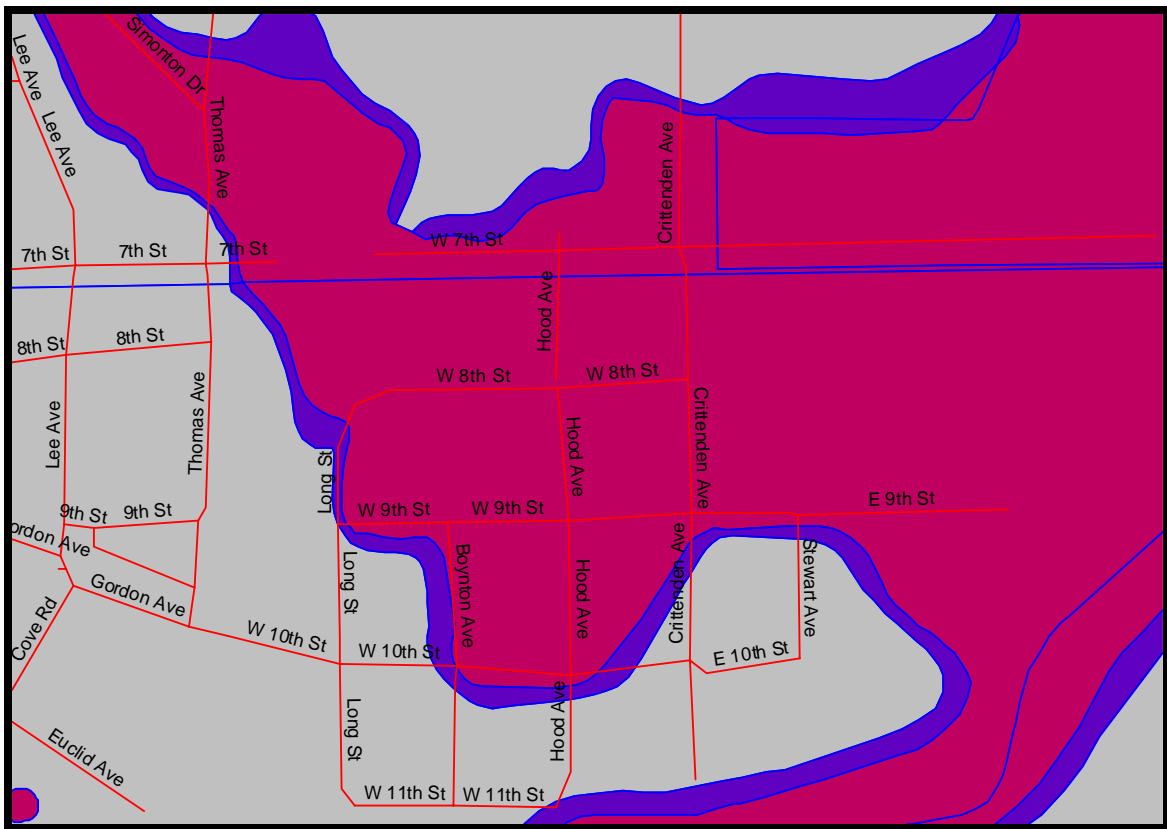 Simonton Dr
Lee Ave
Lee Ave
Thomas Ave
Crittenden Ave
7th St
7th St
7th St
W 7th St
Hood Ave
8th St
8th St
W 8th St
W 8th St
Lee Ave
Thomas Ave
Crittenden Ave
Hood Ave
Long St
9th St
9th St
W 9th St
W 9th St
E 9th St
ordon Ave
Gordon Ave
Long St
Boynton Ave
Hood Ave
Crittenden Ave
Stewart Ave
Cove Rd
W 10th St
W 10th St
E 10th St
Long St
Hood Ave
Euclid Ave
W 11th St
W 11th St